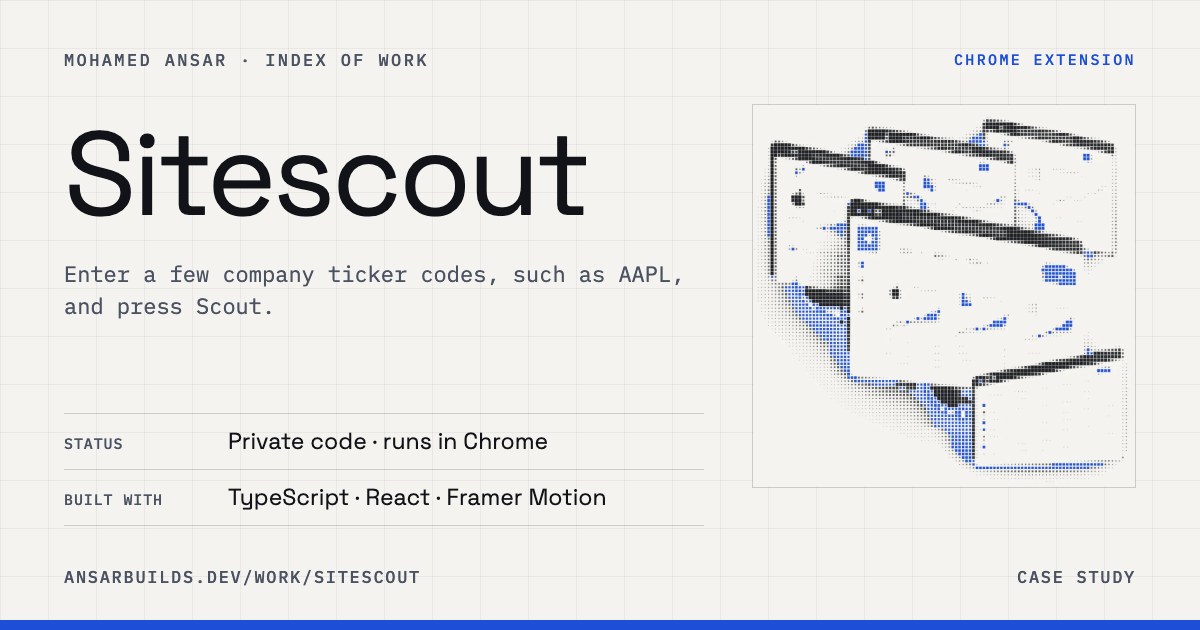 MOHAMED ANSAR · INDEX OF WORK
CHROME EXTENSION
Sitescout
Enter a few company ticker codes, such as AAPL,
and press Scout.
STATUS Private code · runs in Chrome
BUILT WITH TypeScript · React · Framer Motion
ANSARBUILDS.DEV/WORK/SITESCOUT
CASE STUDY